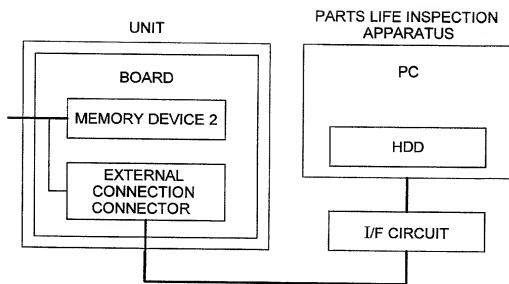 UNIT
BOARD
MEMORY DEVICE 2
EXTERNAL
CONNECTION
CONNECTOR
PARTS LIFE INSPECTION
APPARATUS
PC
HDD
I/F CIRCUIT